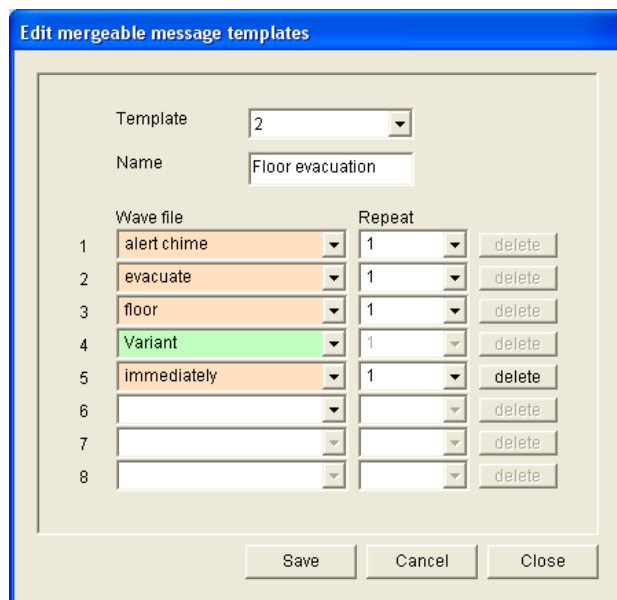 Edit mergeable message templates
Template 2
Name Floor evacuation
Wave file Repeat
1 alert chime 1 delete
2 evacuate 1 delete
3 floor 1 delete
4 Variant 1 delete
5 immediately 1 delete
6 delete
7 delete
8 delete
Save Cancel Close